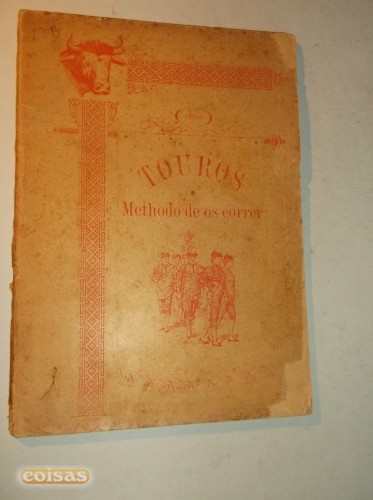 TOUROS
Methodo de os correr
coisas